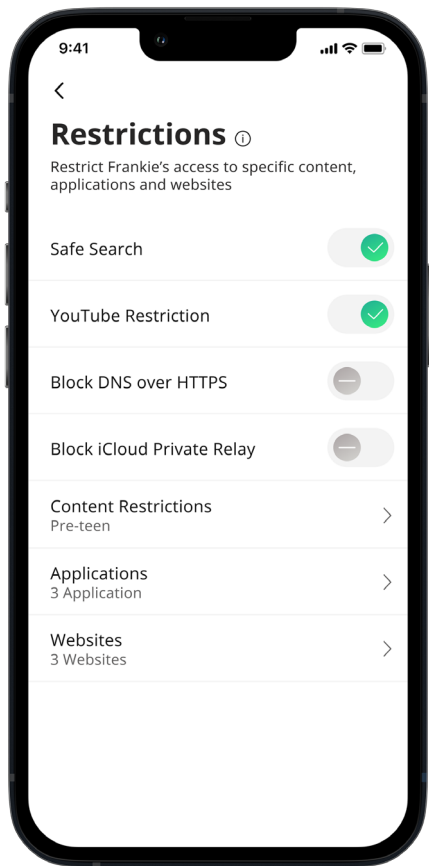 9:41
Restrictions
Restrict Frankie’s access to specific content,
applications and websites
Safe Search
YouTube Restriction
Block DNS over HTTPS
Block iCloud Private Relay
Content Restrictions
Pre-teen
Applications
3 Application
Websites
3 Websites